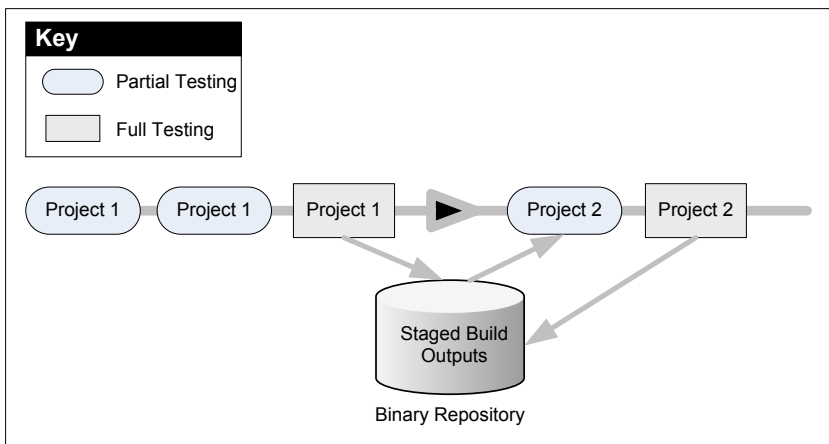 Key
Partial Testing
Full Testing
Project 1
Project 1
Project 1
Project 2
Project 2
Staged Build
Outputs
Binary Repository